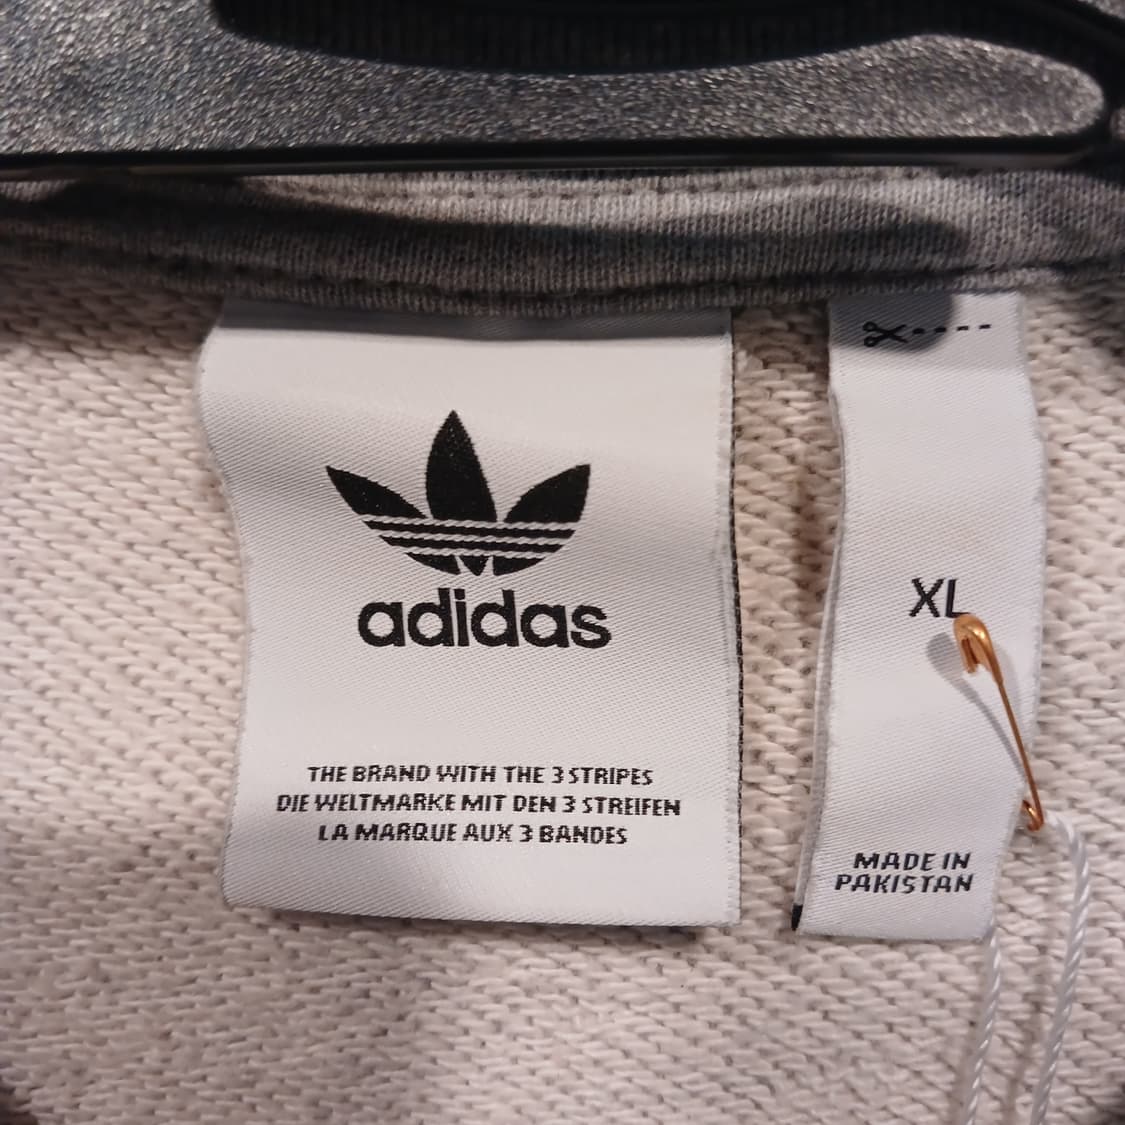 adidas
THE BRAND WITH THE 3 STRIPES
DIE WELTMARKE MIT DEN 3 STREIFEN
LA MARQUE AUX 3 BANDES
XL
MADE IN
PAKISTAN